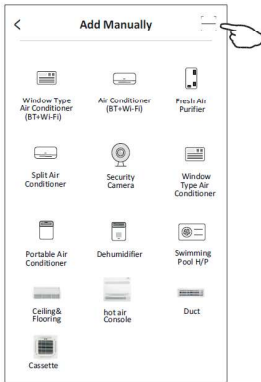 Add Manually
Window Type
Air Conditioner
(BT+Wi-Fi)
Air Conditioner
(BT+Wi-Fi)
Fresh Air
Purifier
Split Air
Conditioner
Security
Camera
Window
Type Air
Conditioner
Portable Air
Conditioner
Dehumidifier
Swimming
Pool H/P
Ceiling&
Flooring
hot air
Console
Duct
Cassette